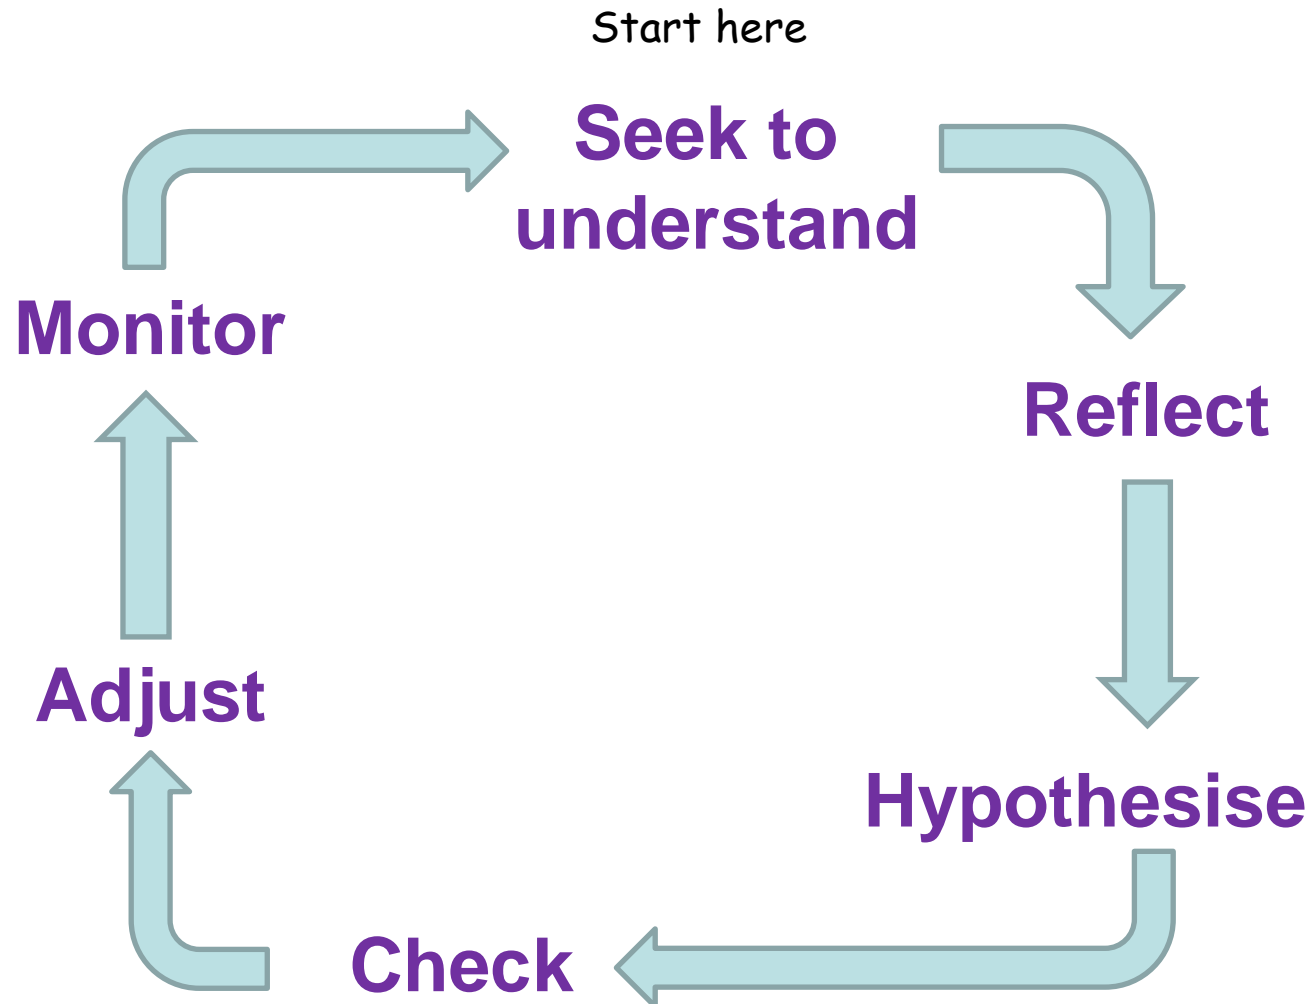 Start here
Seek to
understand
Reflect
Hypothesise
Check
Adjust
Monitor